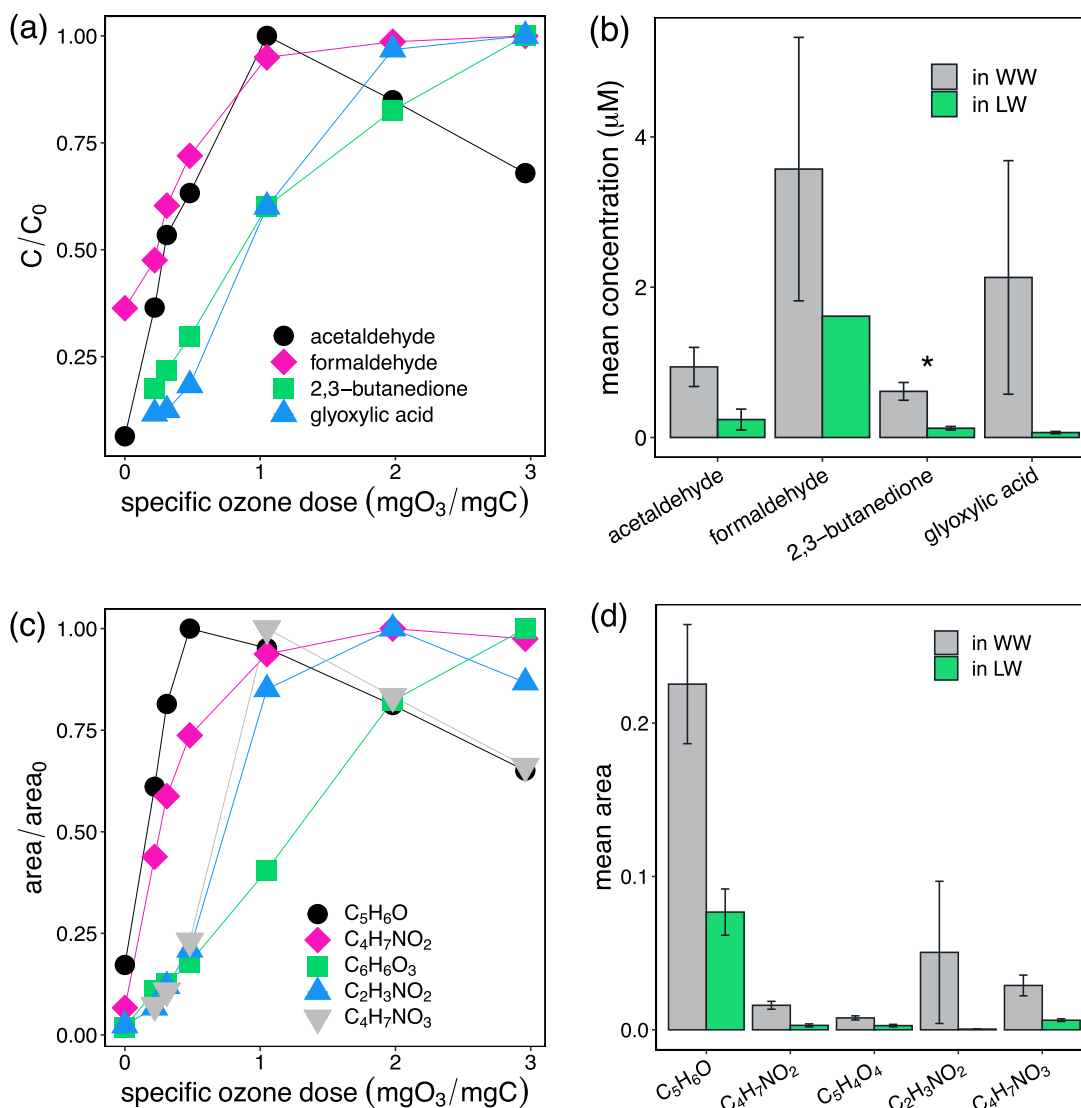 (a)
1.00
0.75
0.50
0.25
C/C₀
acetaldehyde
formaldehyde
2,3−butanedione
glyoxylic acid
0 1 2 3
specific ozone dose (mgO₃/mgC)
(b)
in WW
in LW
4
2
0
mean concentration (μM)
*
acetaldehyde
formaldehyde
2,3−butanedione
glyoxylic acid
(c)
1.00
0.75
0.50
0.25
0.00
area/area₀
C₅H₆O
C₄H₇NO₂
C₆H₆O₃
C₂H₃NO₂
C₄H₇NO₃
0 1 2 3
specific ozone dose (mgO₃/mgC)
(d)
in WW
in LW
0.2
0.1
0.0
mean area
C₅H₆O
C₄H₇NO₂
C₅H₄O₄
C₂H₃NO₂
C₄H₇NO₃